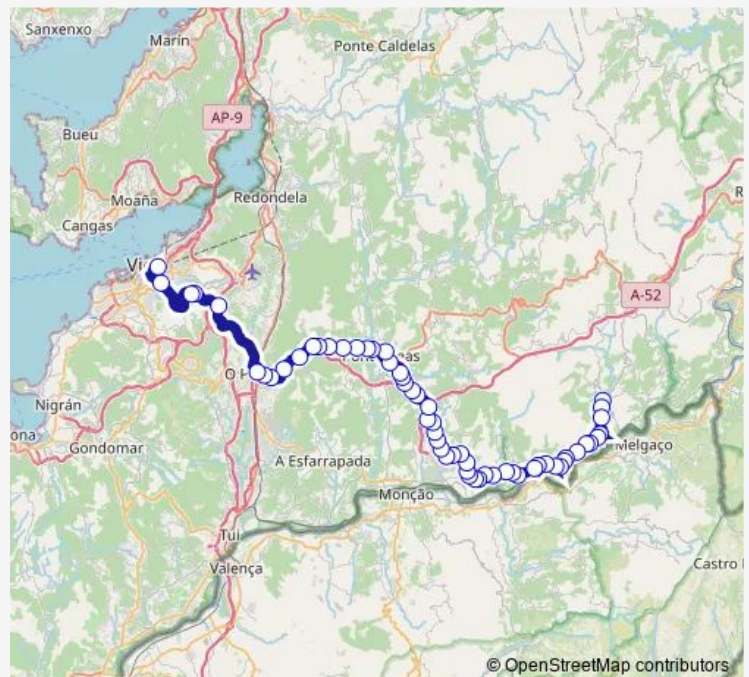 Sanxenxo
Marín
Ponte Caldelas
AP-9
Bueu
Moaña
Redondela
Cangas
A-52
Nigrán
Gondomar
A Esfarrapada
Melgaço
Monção
Tui
Valença
Castro
© OpenStreetMap contributors